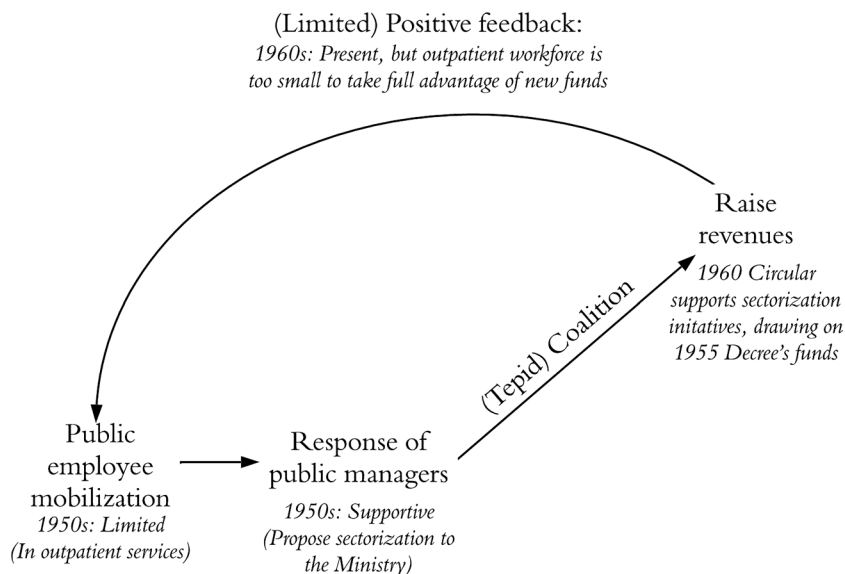 (Limited) Positive feedback:
1960s: Present, but outpatient workforce is
too small to take full advantage of new funds
Raise
revenues
1960 Circular
supports sectorization
initatives, drawing on
1955 Decree's funds
(Tepid) Coalition
Public
employee
mobilization
1950s: Limited
(In outpatient services)
Response of
public managers
1950s: Supportive
(Propose sectorization to
the Ministry)